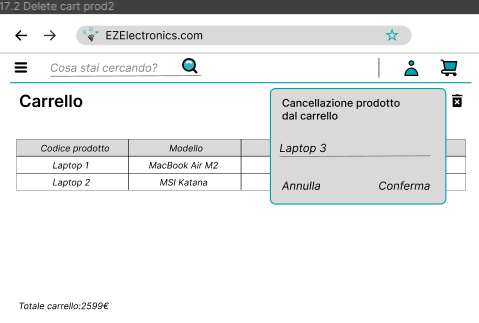 17.2 Delete cart prod2
EZElectronics.com
Cosa stai cercando?
Carrello
Cancellazione prodotto
dal carrello
Laptop 3
Annulla Conferma
Codice prodotto Modello
Laptop 1 MacBook Air M2
Laptop 2 MSI Katana
Totale carrello:2599€